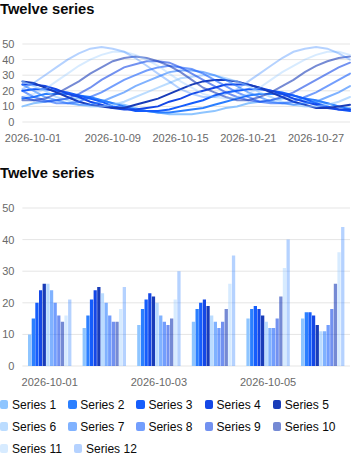 Twelve series
50
40
30
20
10
0
2026-10-01 2026-10-09 2026-10-15 2026-10-21 2026-10-27
Twelve series
50
40
30
20
10
0
2026-10-01 2026-10-03 2026-10-05
Series 1 Series 2 Series 3 Series 4 Series 5
Series 6 Series 7 Series 8 Series 9 Series 10
Series 11 Series 12